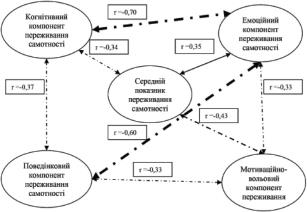 Когнітивний
компонент
переживання
самотності
r =-0,70
Емоційний
компонент
переживання
самотності
r =-0,34
r =0,35
r =-0,37
Середній
показник
переживання
самотності
r =-0,33
r =-0,43
r =-0,60
Поведінковий
компонент
переживання
самотності
r =-0,33
Мотиваційно-
вольовий
компонент
переживання